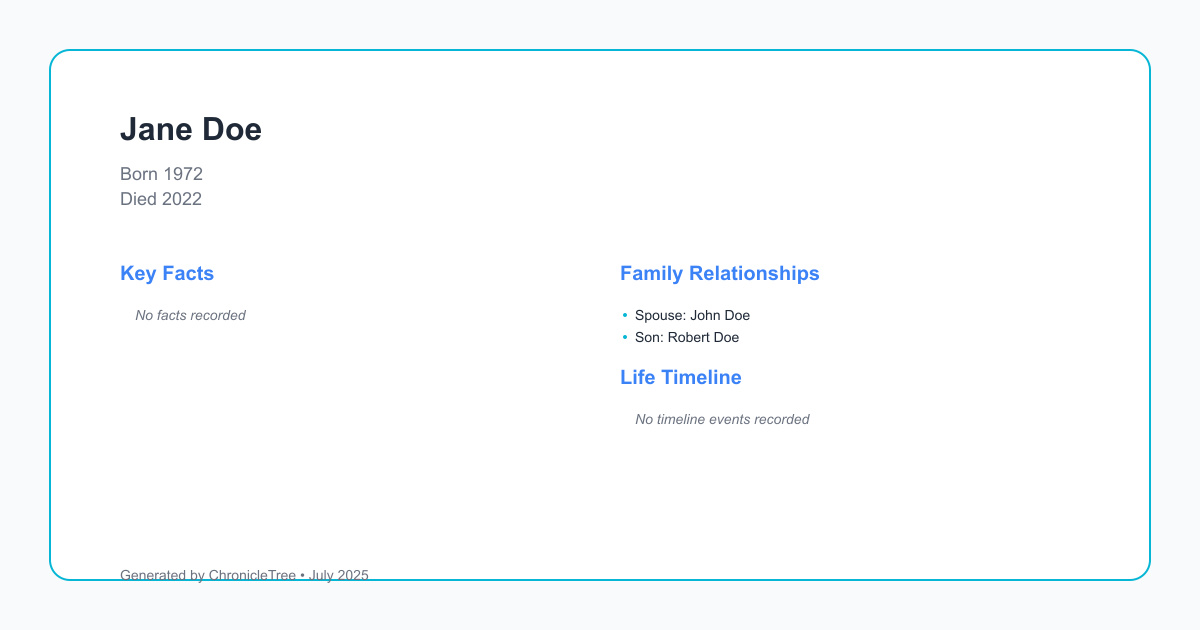 Jane Doe
Born 1972
Died 2022
Key Facts
No facts recorded
Family Relationships
• Spouse: John Doe
• Son: Robert Doe
Life Timeline
No timeline events recorded
Generated by ChronicleTree • July 2025